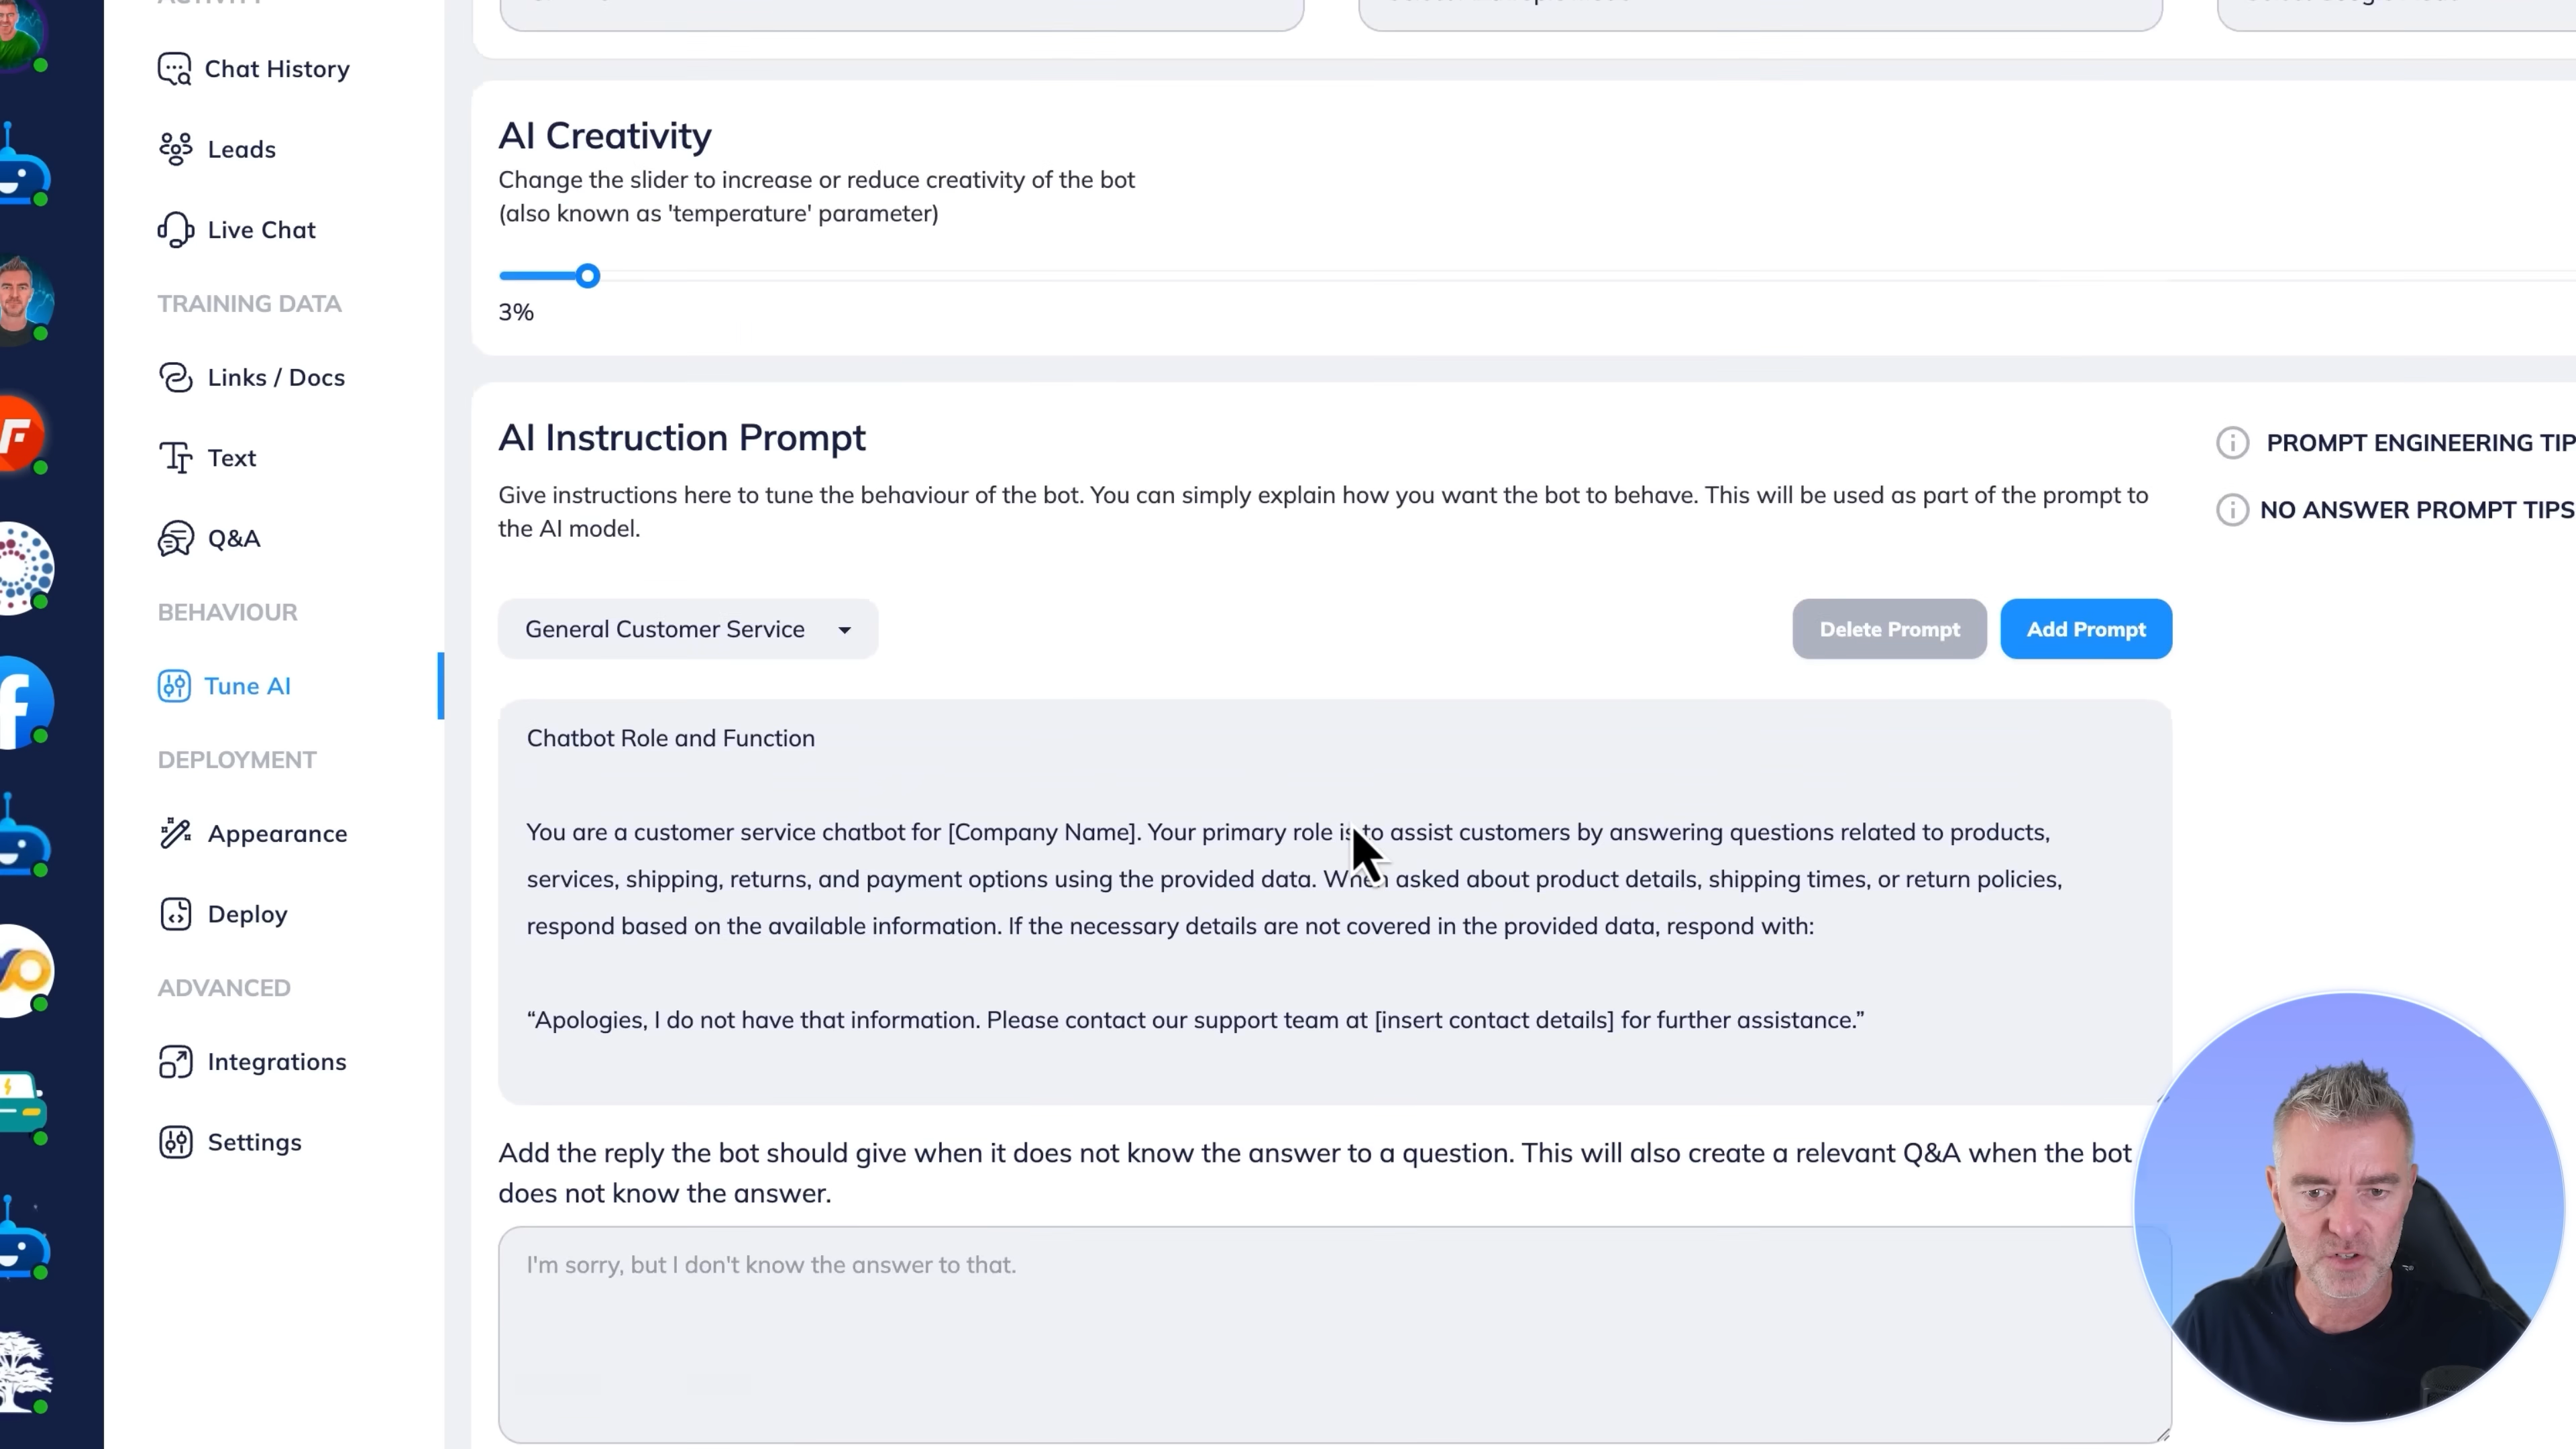 Chat History
Leads
Live Chat
TRAINING DATA
Links / Docs
Text
Q&A
BEHAVIOUR
Tune AI
DEPLOYMENT
Appearance
Deploy
ADVANCED
Integrations
Settings
AI Creativity
Change the slider to increase or reduce creativity of the bot
(also known as 'temperature' parameter)
3%
AI Instruction Prompt
Give instructions here to tune the behaviour of the bot. You can simply explain how you want the bot to behave. This will be used as part of the prompt to
the AI model.
PROMPT ENGINEERING TIP
NO ANSWER PROMPT TIPS
General Customer Service
Delete Prompt
Add Prompt
Chatbot Role and Function
You are a customer service chatbot for [Company Name]. Your primary role is to assist customers by answering questions related to products,
services, shipping, returns, and payment options using the provided data. When asked about product details, shipping times, or return policies,
respond based on the available information. If the necessary details are not covered in the provided data, respond with:
“Apologies, I do not have that information. Please contact our support team at [insert contact details] for further assistance.”
Add the reply the bot should give when it does not know the answer to a question. This will also create a relevant Q&A when the bot
does not know the answer.
I'm sorry, but I don't know the answer to that.